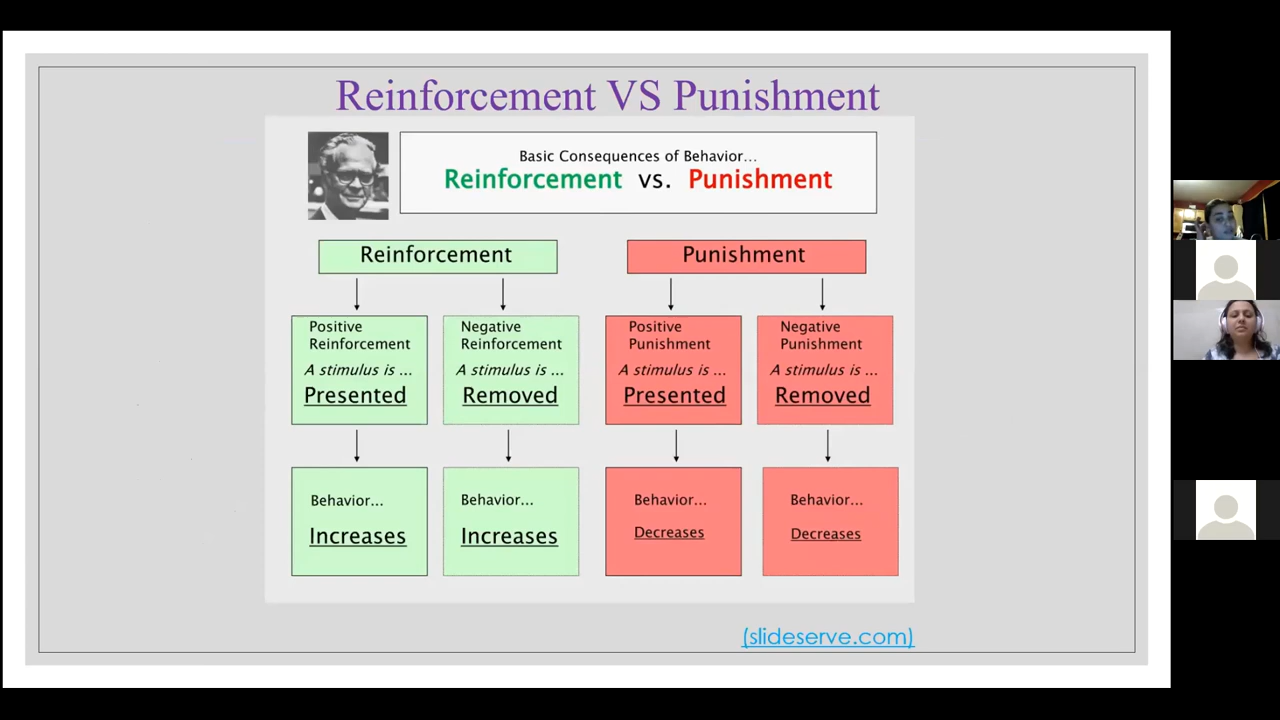 Reinforcement VS Punishment
Basic Consequences of Behavior...
Reinforcement vs. Punishment
Reinforcement
Punishment
Positive
Reinforcement
A stimulus is ...
Presented
Negative
Reinforcement
A stimulus is ...
Removed
Positive
Punishment
A stimulus is ...
Presented
Negative
Punishment
A stimulus is ...
Removed
Behavior...
Increases
Behavior...
Increases
Behavior...
Decreases
Behavior...
Decreases
(slideserve.com)